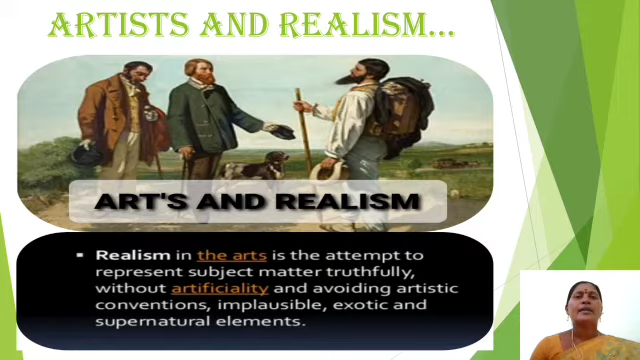 ARTISTS AND REALISM...
ART'S AND REALISM
▪ Realism in the arts is the attempt to
represent subject matter truthfully,
without artificiality and avoiding artistic
conventions, implausible, exotic and
supernatural elements.